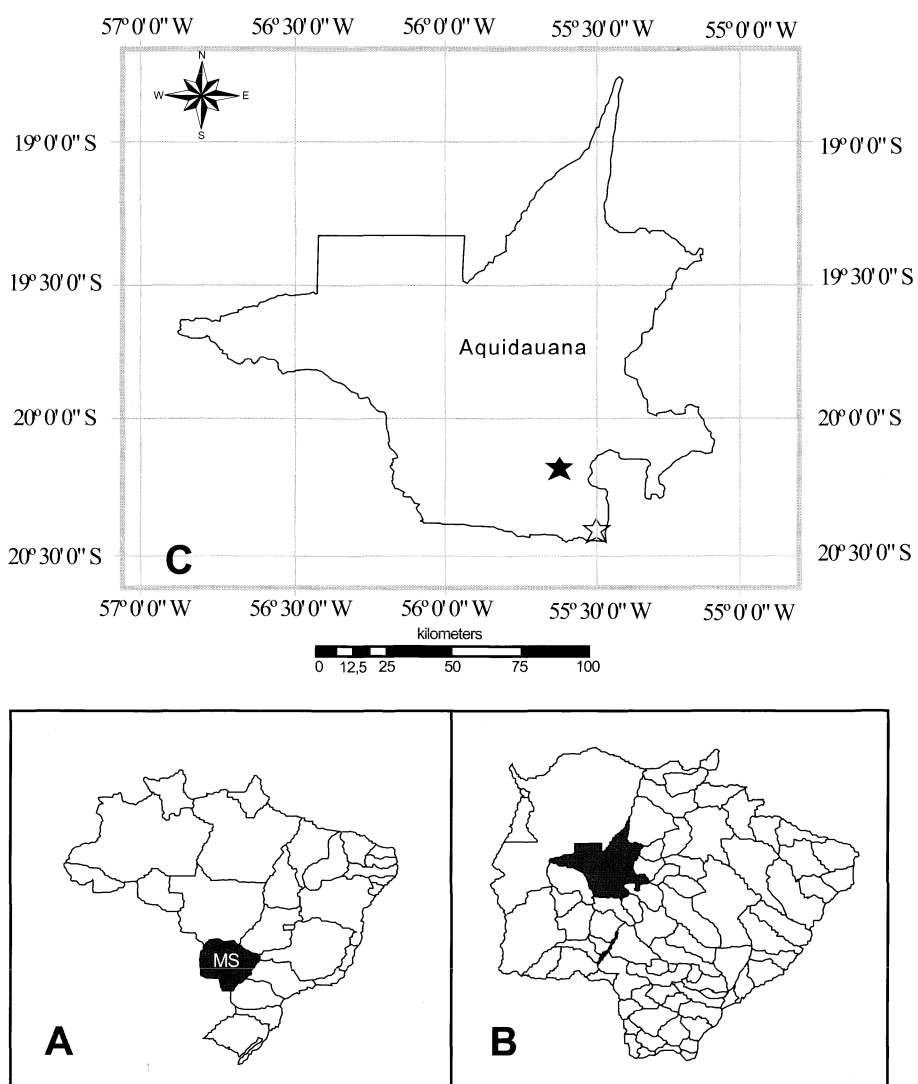 57º 0' 0" W 56º 30' 0" W 56º 0' 0" W 55º 30' 0" W 55º 0' 0" W
N
W E
S
19º 0' 0" S 19º 0' 0" S
19º 30' 0" S 19º 30' 0" S
Aquidauana
20º 0' 0" S 20º 0' 0" S
20º 30' 0" S 20º 30' 0" S
C
57º 0' 0" W 56º 30' 0" W 56º 0' 0" W 55º 30' 0" W 55º 0' 0" W
kilometers
0 12,5 25 50 75 100
MS
A B